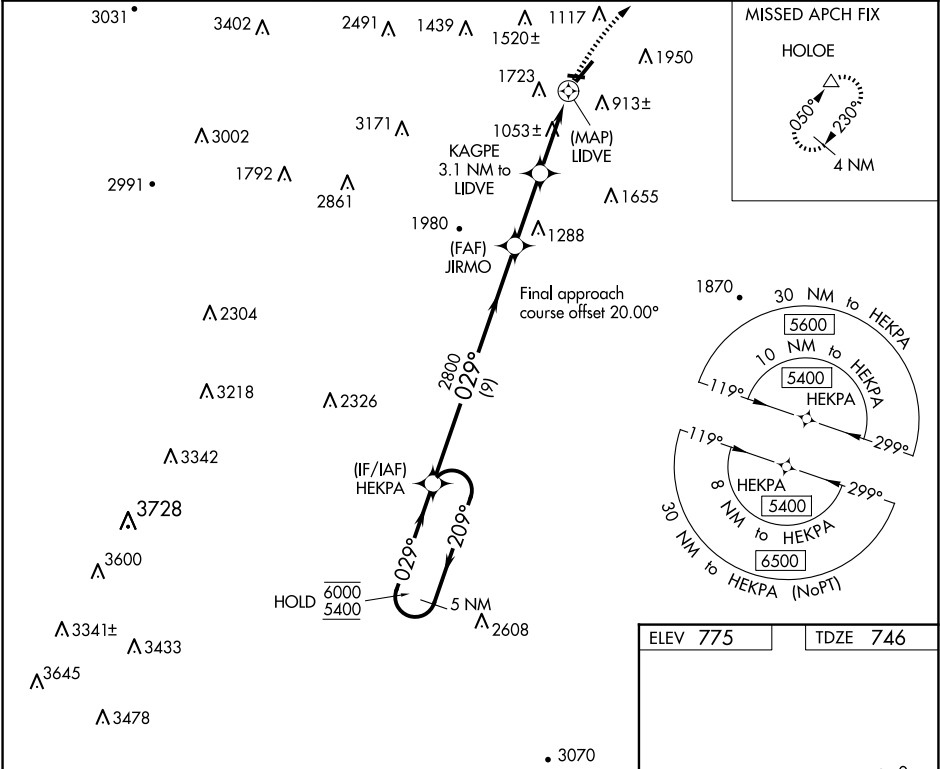 3031
3402
2491
1439
1520±
1117
1950
1723
913±
1053±
(MAP)
LIDVE
3002
3171
KAGPE
3.1 NM to
LIDVE
2991
1792
2861
1655
1980
1288
(FAF)
JIRMO
Final approach
course offset 20.00°
2304
2800
029°
(9)
3218
2326
3342
(IF/IAF)
HEKPA
3728
3600
029°
209°
HOLD
6000
5400
5 NM
2608
3341±
3433
3645
3478
3070
MISSED APCH FIX
HOLOE
050°
230°
4 NM
1870
30 NM to HEKPA
5600
10 NM to HEKPA
5400
HEKPA
119°
299°
119°
299°
HEKPA
5400
8 NM to HEKPA
6500
30 NM to HEKPA (NoPT)
ELEV 775
TDZE 746